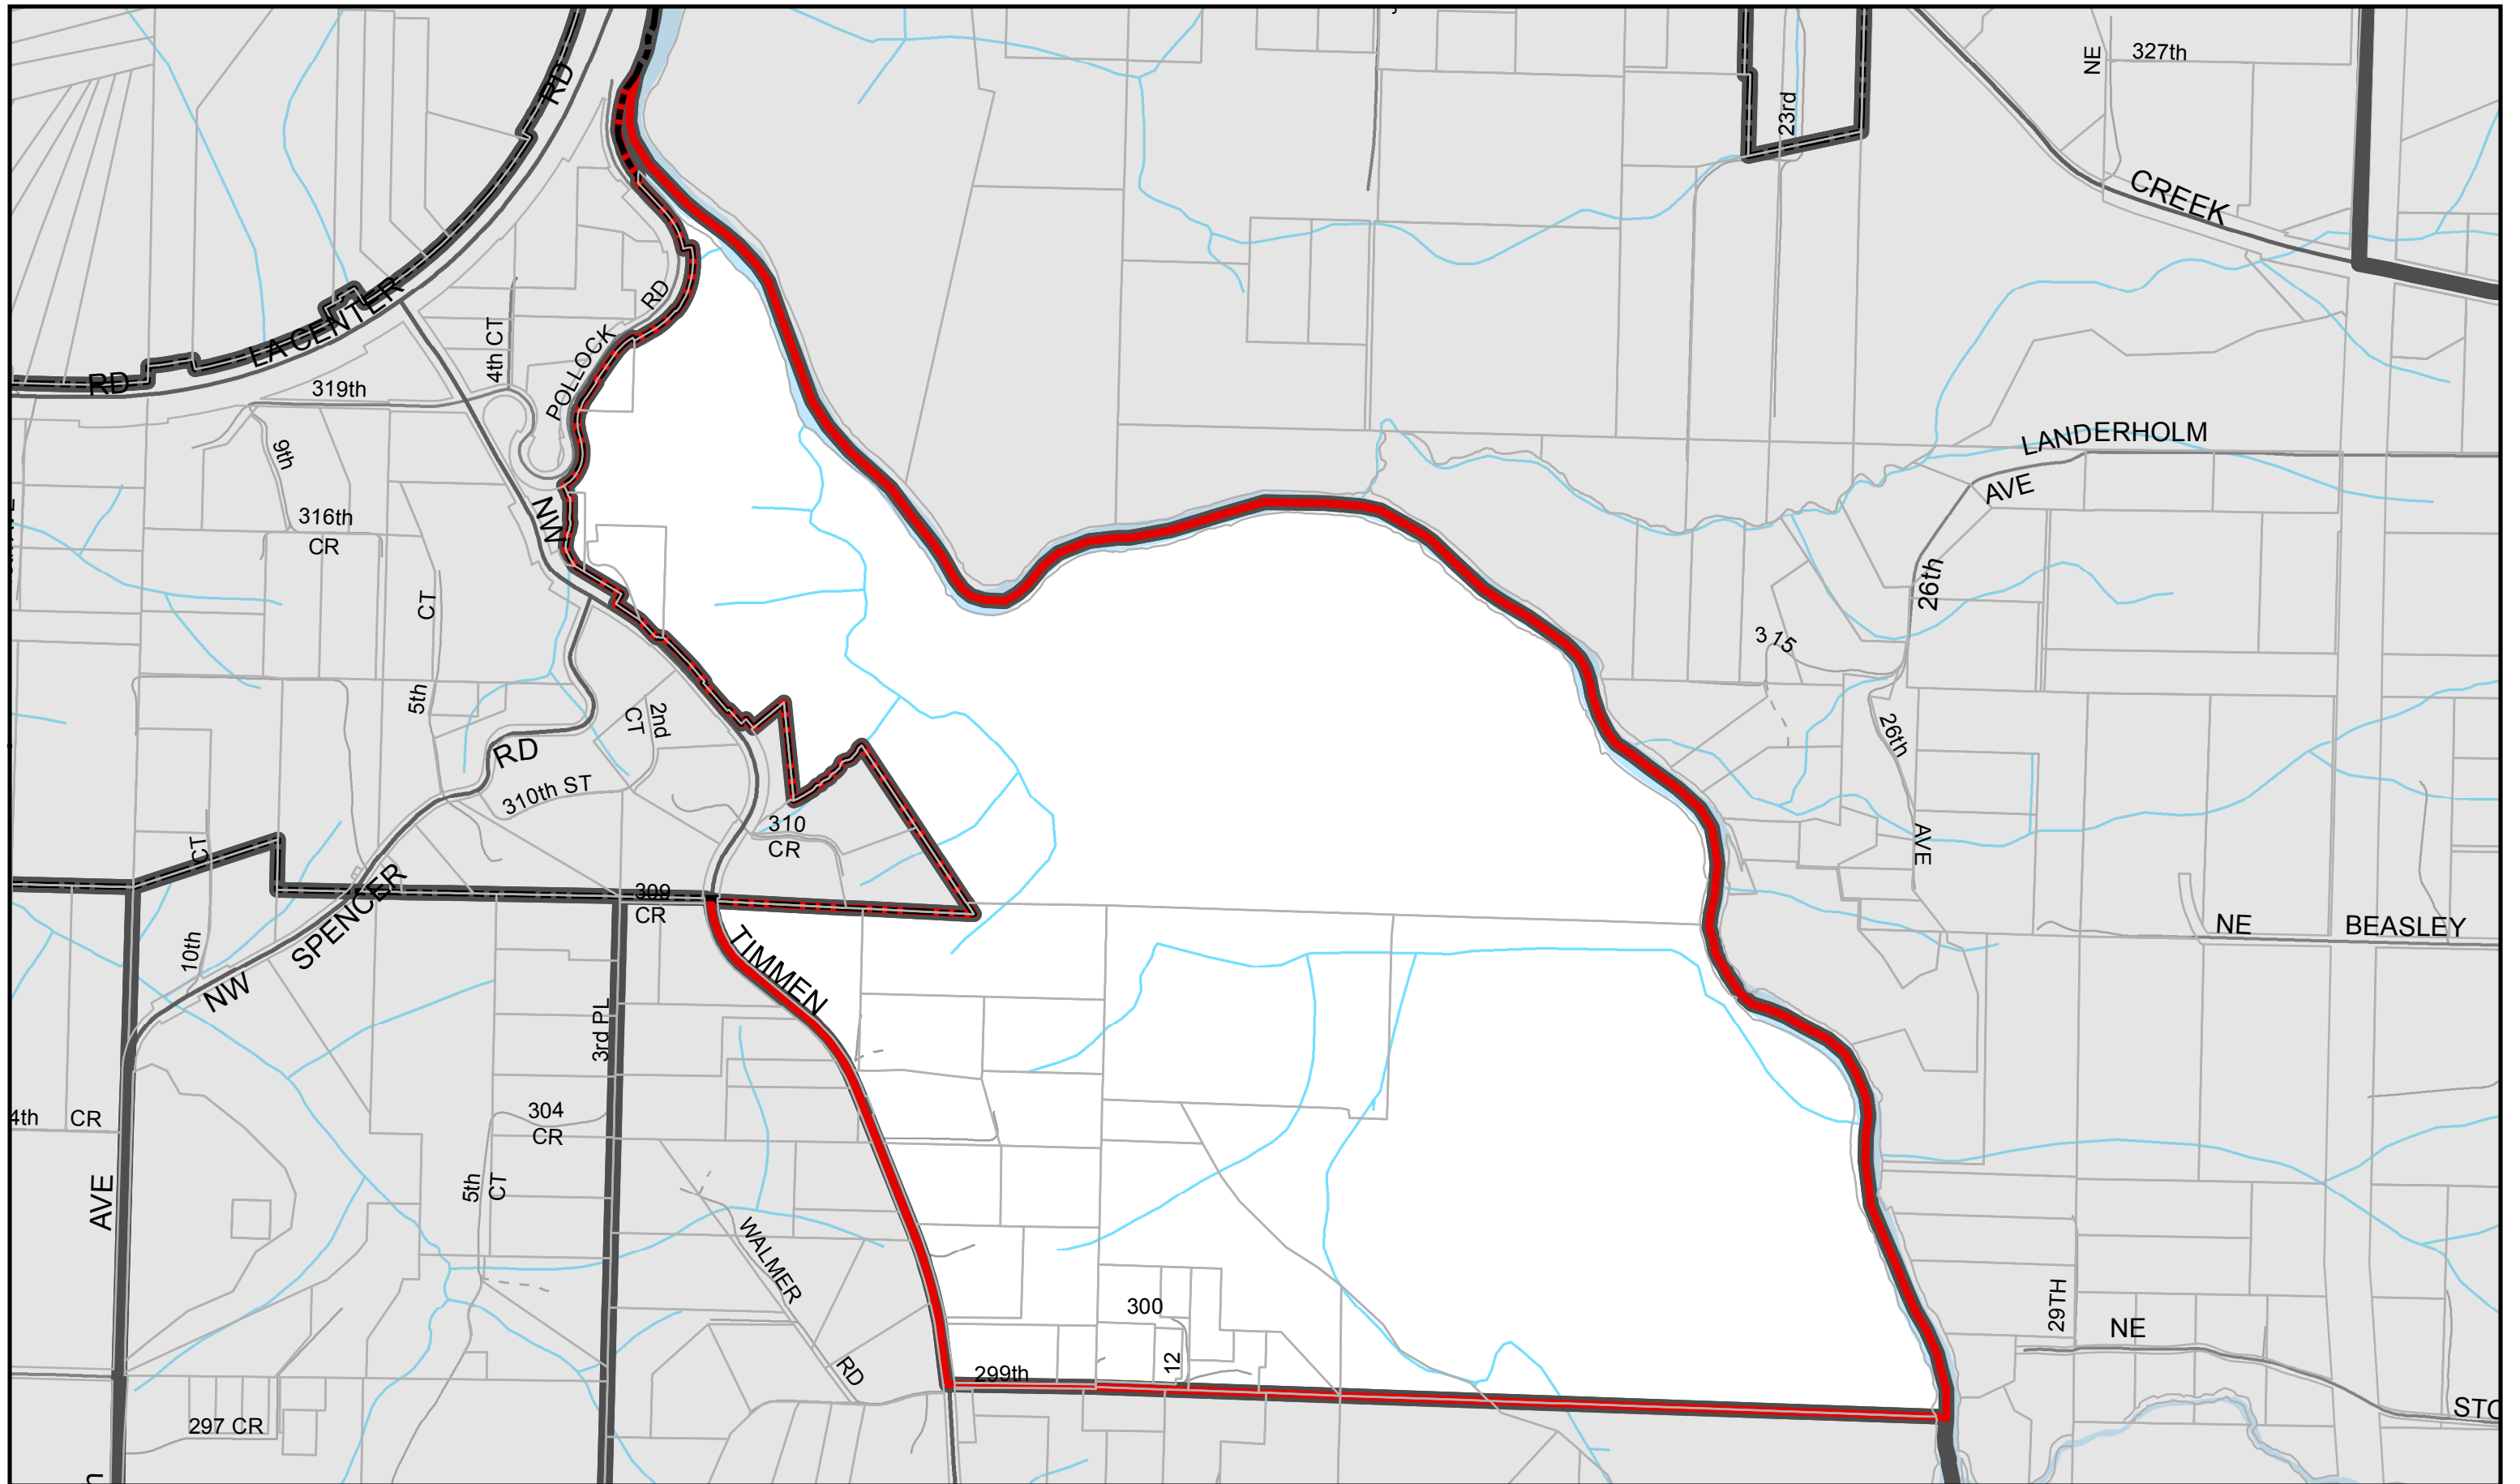 RD
NE
327th
23rd
CREEK
RD
LA CENTER
RD
4th CT
POLLOCK
319th
9th
LANDERHOLM
AVE
316th
CR
NW
26th
CT
315
5th
2nd
CT
26th
RD
310th ST
310
CR
CT
AVE
309
CR
SPENCER
NW
10th
TIMMEN
NE
BEASLEY
3rd PL
4th
CR
304
CR
5th
CT
AVE
WALMER
RD
300
12
299th
29TH
NE
297 CR
STO